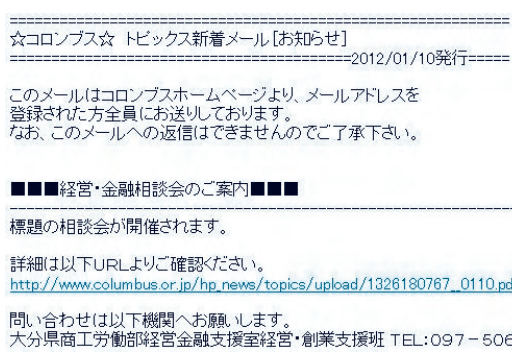 ==================================================
☆コロンブス☆ トピックス新着メール[お知らせ]
==================================2012/01/10発行=====
このメールはコロンブスホームページより、メールアドレスを
登録された方全員にお送りしております。
なお、このメールへの返信はできませんのでご了承下さい。
■■■経営・金融相談会のご案内■■■
--------------------------------------------------
標題の相談会が開催されます。
詳細は以下URLよりご確認ください。
http://www.columbus.or.jp/hp_news/topics/upload/1326180767_0110.pd
問い合わせは以下機関へお願いします。
大分県商工労働部経営金融支援室経営・創業支援班 TEL:097-506